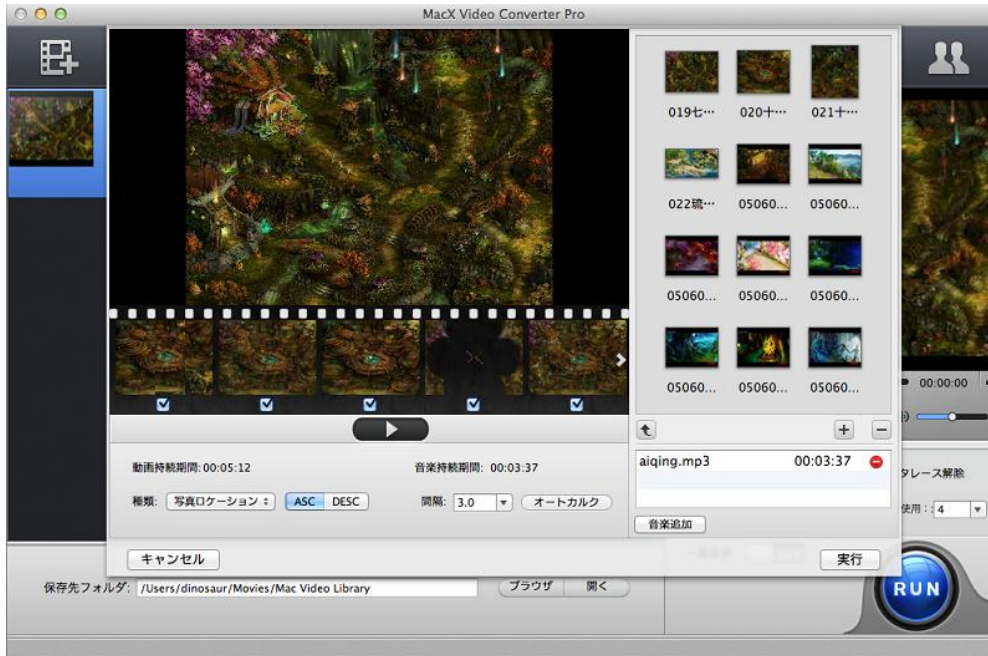 MacX Video Converter Pro
019七…
020十…
021十…
022琉…
05060...
05060...
05060...
05060...
05060...
05060...
05060...
05060...
00:00:00
動画持続期間: 00:05:12
音楽持続期間: 00:03:37
種類: 写真ロケーション ASC DESC
間隔: 3.0 オートカルク
aiqing.mp3 00:03:37
音楽追加
タレース解除
使用: : 4
キャンセル
実行
保存先フォルダ: /Users/dinosaur/Movies/Mac Video Library
ブラウザ 開く
RUN